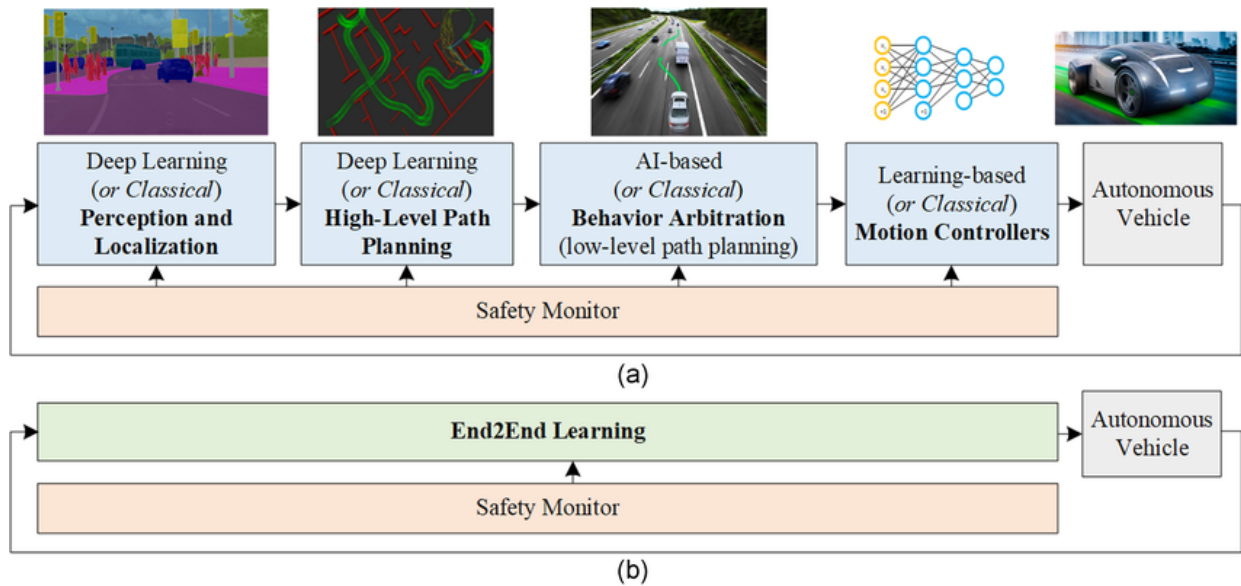 Deep Learning
(or Classical)
Perception and
Localization
Deep Learning
(or Classical)
High-Level Path
Planning
AI-based
(or Classical)
Behavior Arbitration
(low-level path planning)
Learning-based
(or Classical)
Motion Controllers
Autonomous
Vehicle
Safety Monitor
(a)
End2End Learning
Autonomous
Vehicle
Safety Monitor
(b)